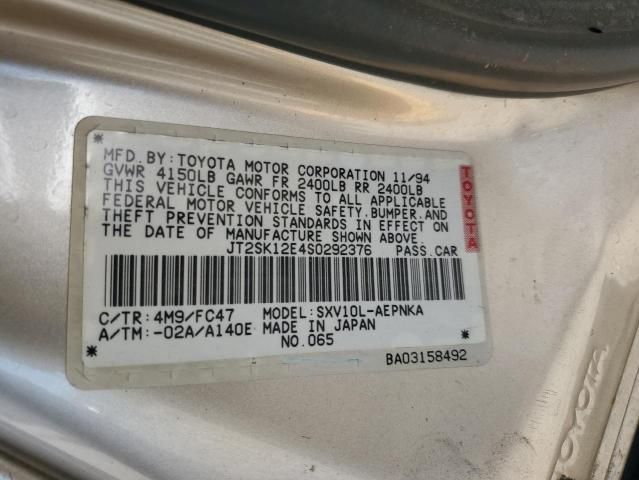 MFD.BY:TOYOTA MOTOR CORPORATION 11/94
GVWR 4150LB GAWR FR 2400LB RR 2400LB
THIS VEHICLE CONFORMS TO ALL APPLICABLE
FEDERAL MOTOR VEHICLE SAFETY,BUMPER,AND
THEFT PREVENTION STANDARDS IN EFFECT ON
THE DATE OF MANUFACTURE SHOWN ABOVE.
JT2SK12E4S0292376 PASS.CAR
TOYOTA
C/TR:4M9/FC47 MODEL:SXV10L-AEPNKA
A/TM:-02A/A140E MADE IN JAPAN
NO.065
BA03158492
TOYOTA